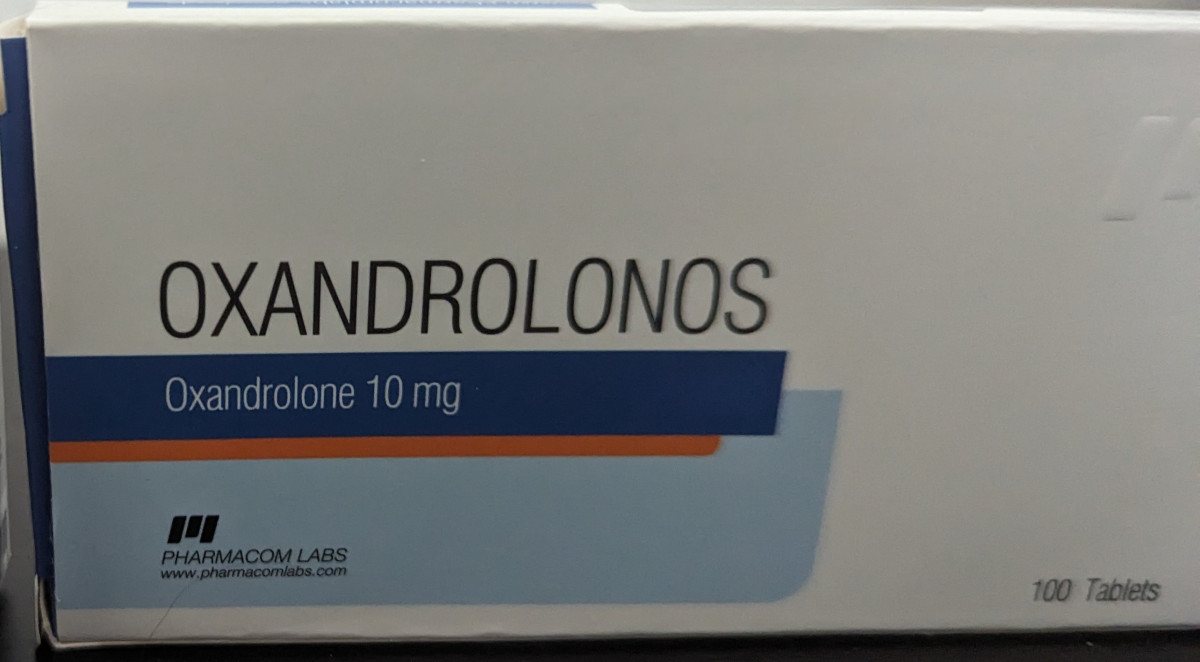 OXANDROLONOS
Oxandrolone 10 mg
PHARMACOM LABS
www.pharmacomlabs.com
100 Tablets